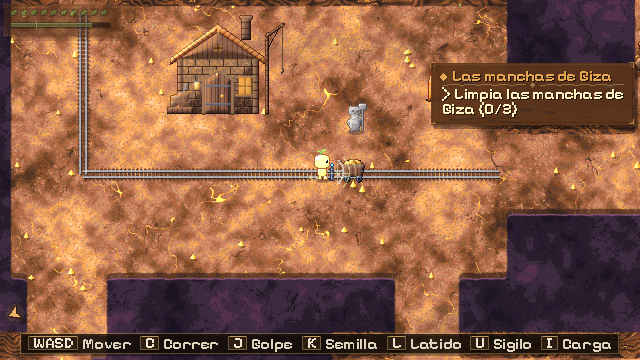 Las manchas de Giza
Limpia las manchas de
Giza (0/3)
WASD Mover C Correr J Golpe K Semilla L Latido U Sigilo I Carga